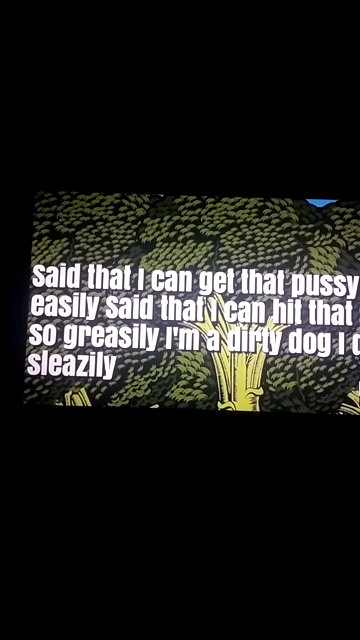 Said that I can get that pussy
easily Said that I can hit that
so greasily I'm a dirty dog I
sleazily